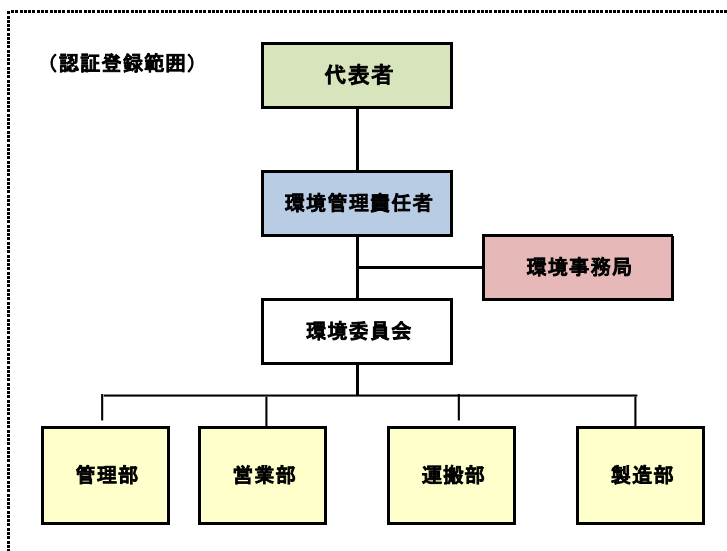 （認証登録範囲）
代表者
環境管理責任者
環境事務局
環境委員会
管理部
営業部
運搬部
製造部